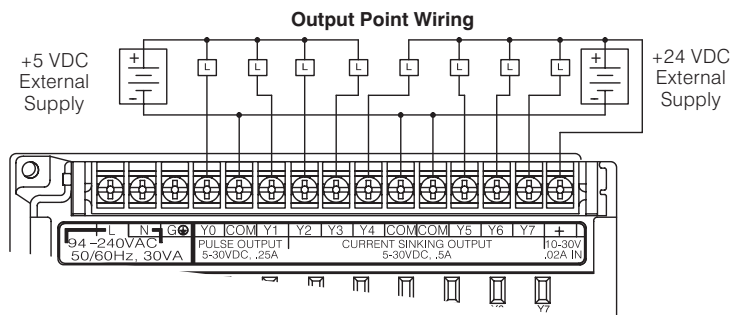 Output Point Wiring
+5 VDC
External
Supply
+
–
L
L
L
L
L
L
L
L
+
–
+24 VDC
External
Supply
L N G Y0 COM Y1 Y2 Y3 Y4 COM COM Y5 Y6 Y7 +
94–240VAC
50/60Hz, 30VA
PULSE OUTPUT
5-30VDC, .25A
CURRENT SINKING OUTPUT
5-30VDC, .5A
10-30V
.02A IN
Y7